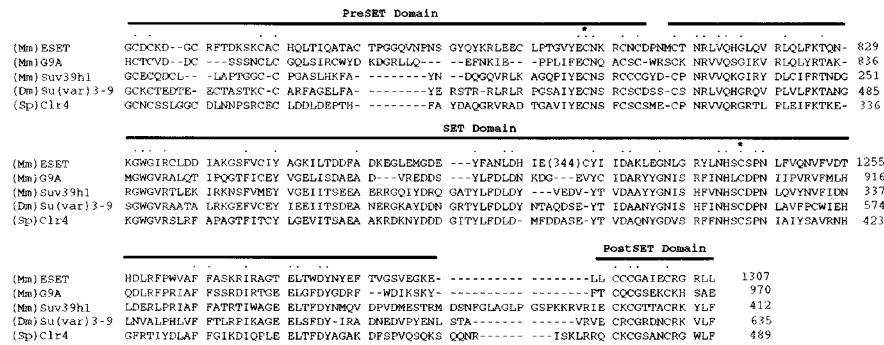 PreSET Domain
*
(Mm)ESET GCDCKD--GC RFTDKSKCAC HQLTIQATAC TPGGQVNPNS GYQYKRLEEC LPTGVYECNK RCNCDPNMCT NRLVQHGLQV RLQLFKTQN- 829
(Mm)G9A HCTCVD--DC ---SSSNCLC GQLSIRCWYD KDGRLLQ--- --EFNKIE-- PPLIFECNQ ACSC-WRSCK NRVVQSGIKV RLQLYRTAK- 836
(Mm)Suv39h1 GCECQDCL-- -LAPTGGC-C PGASLHKFA- -----YN--- DQGQVRLK AGQPIYECNS RCCCGYD-CP NRVVQKGIRY DLCIFRTNDG 251
(Dm)Su(var)3-9 GCKCTEDTE- ECTASTKC-C ARFAGELFA- -----YERSTR-RLRLR PGSAIYECNS RCSCDSS-CS NRLVQHGRQV PLVLFKTANG 485
(Sp)Clr4 GCNCSSLGGC DLNNPSRCEC LDDLDEPTH- -----FA YDAQGRVRAD TGAVIYECNS FCSCSME-CP NRVVQRGRTL PLEIFKTKE- 336
SET Domain
*
(Mm)ESET KGWGIRCLDD IAKGSFVCIY AGKILTDDFA DKEGLEMGDE ---YFANLDH IE(344)CYII IDAKLEGNLG RYLNHSCSPN LFVQNVFVDT 1255
(Mm)G9A MGWGVRALQT IPQGTFICEY VGELISDAEA D--VREDDS- YLFDLDNKDG --EVYCIDARYYGNIS RFINHLCDPN IIPVRVFMLH 916
(Mm)Suv39h1 RGWGVRTLEK IRKNSFVMEY VGEIITSEEA ERRGQIYDRQ GATYLFDLDY ---VEDV-YT VDAAYYGNIS HFVNHSCDPN LQVYNVFIDN 337
(Dm)Su(var)3-9 SGWGVRAATA LRKGEFVCEY IEEIITSDEA NERGKAYDDN GRTYLFDLDY NTAQDSE-YT IDAANYGNIS HFINHSCDPN LAVFPCWIEH 574
(Sp)Clr4 KGWGVRSLRF APAGTFITCY LGEVITSAEA AKRDKNYDDD GITYLFDLD- MFDDASE-YT VDAQNYGDVS RFFNHSCSPN IAIYSAVRNH 423
PostSET Domain
(Mm)ESET HDLRFPWVAF FASKRIRAGT ELTWDYNYEF TVGSVEGKE- ---------- ---------- -----LL CCCGAIECRG RLL 1307
(Mm)G9A QDLRFPRIAF FSSRDIRTGE ELGFDYGDRF --WDIKSKY- ---------- ---------- -----FT CQCGSEKCKH SAE 970
(Mm)Suv39h1 LDERLPRIAF FATRTIWAGE ELTFDYNMQV DPVDMESTRM DSNFGLAGLP GSPKKRVRIE CKCGTTACRK YLF 412
(Dm)Su(var)3-9 LNVALPHLVF FTLRPIKAGE ELSFDY-IRA DNEDVPYENL STA------- -----VRVE CRCGRDNCRK VLF 635
(Sp)Clr4 GFRTIYDLAF FGIKDIQPLE ELTFDYAGAK DFSPVQSQKS QQNR------ ---ISKLRRQ CKCGSANCRG WLF 489